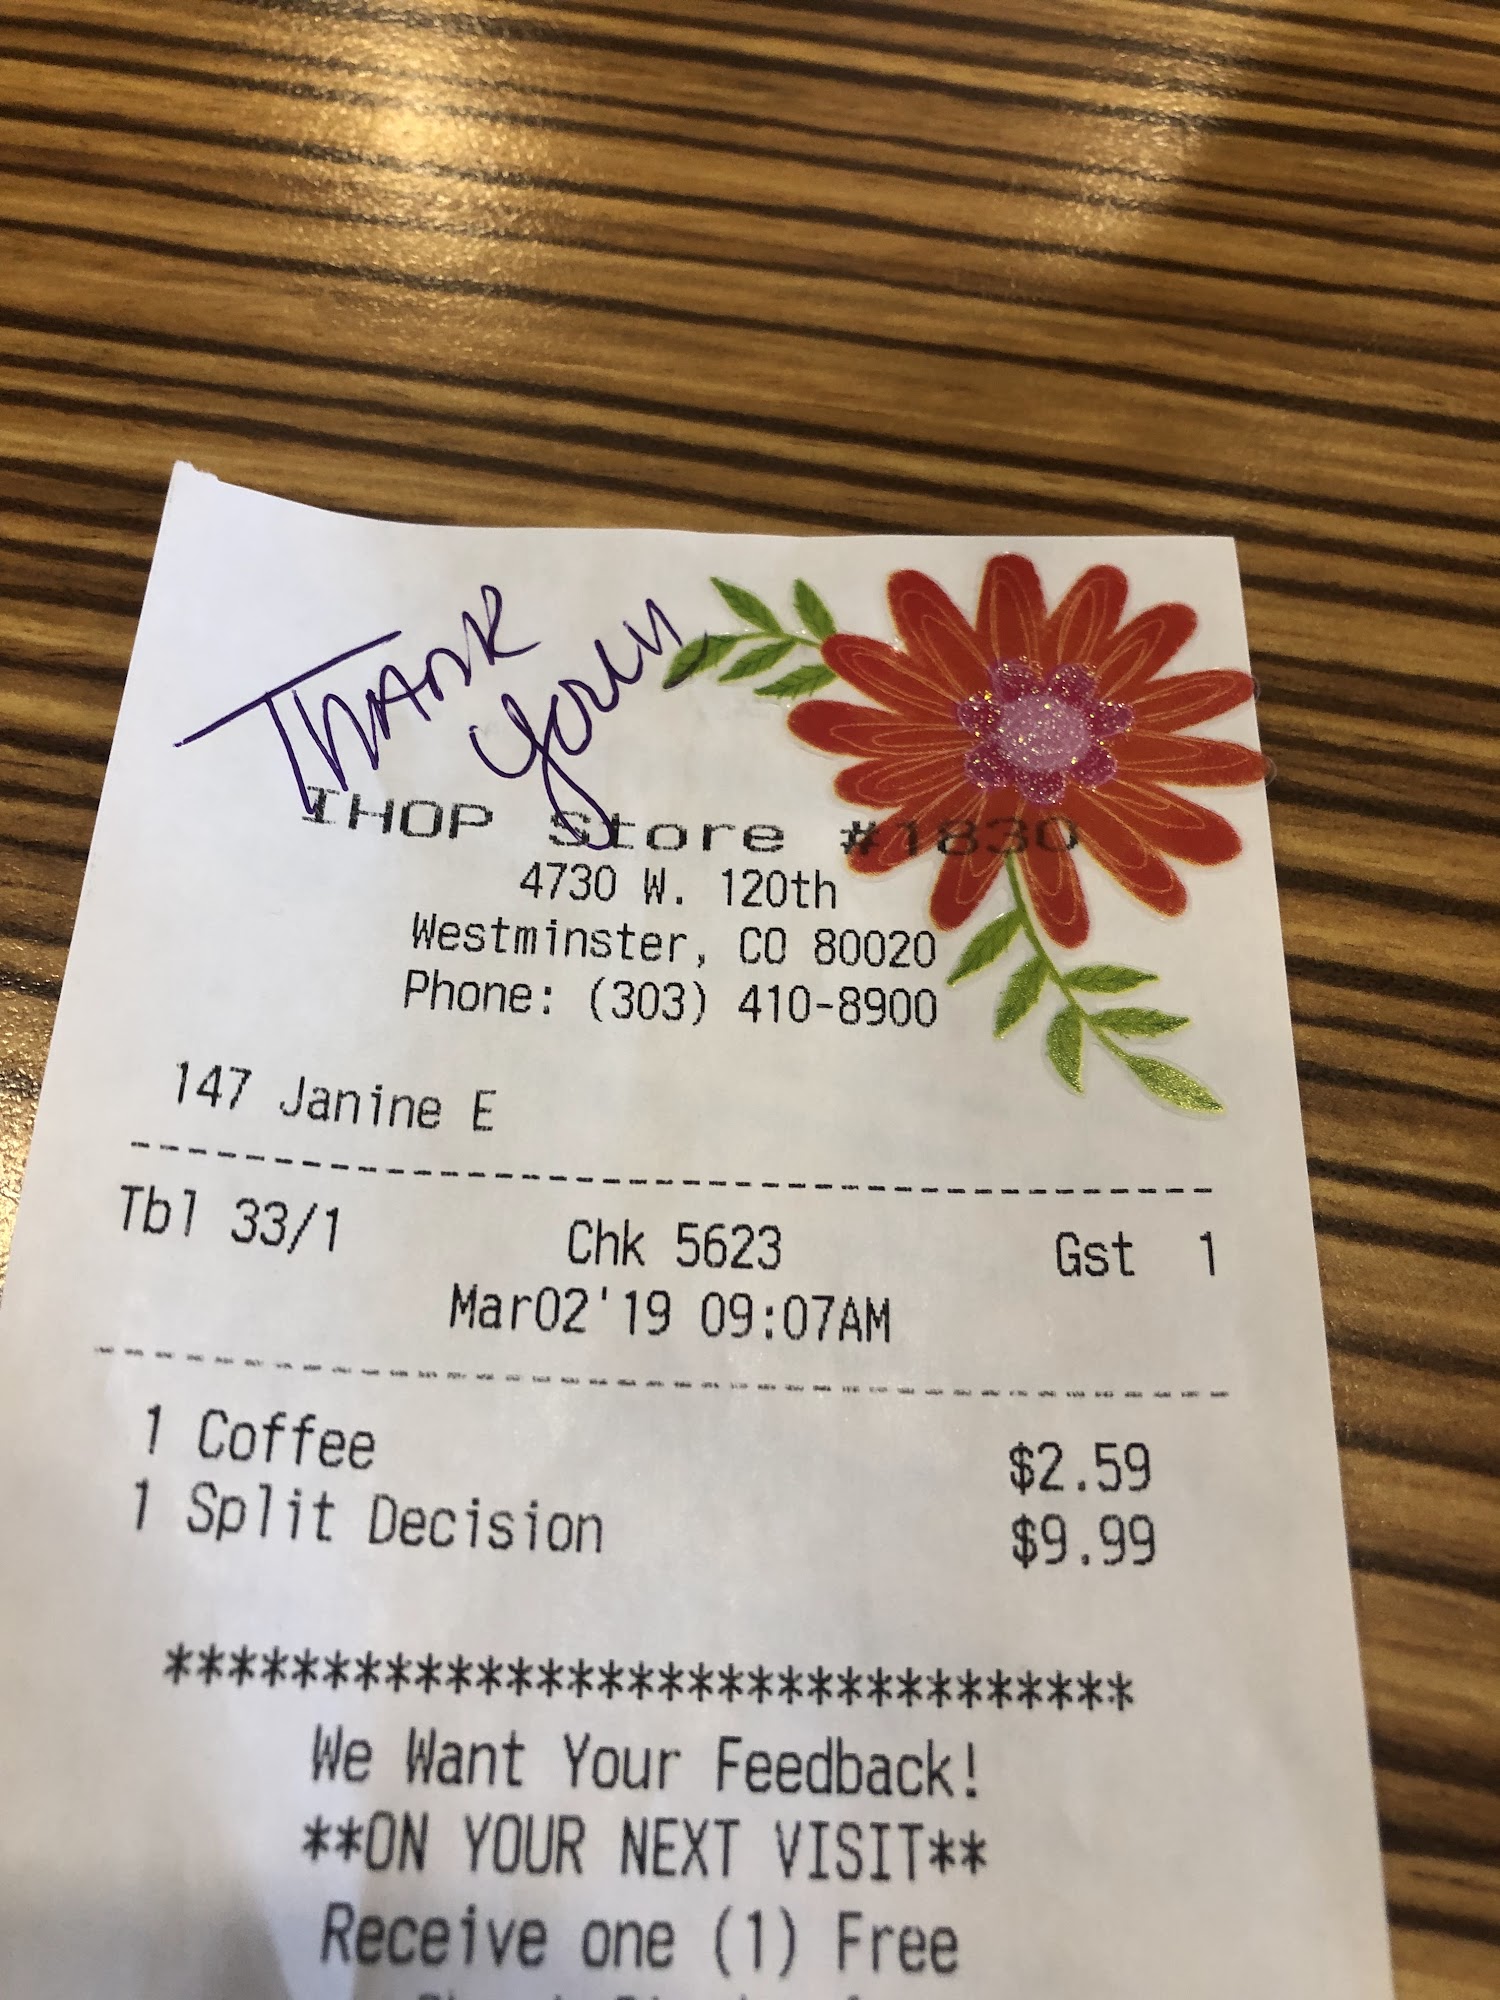 THANK
you
IHOP Store #1830
4730 W. 120th
Westminster, CO 80020
Phone: (303) 410-8900
147 Janine E
Tbl 33/1 Chk 5623 Gst 1
Mar02'19 09:07AM
1 Coffee $2.59
1 Split Decision $9.99
*******************************
We Want Your Feedback!
**ON YOUR NEXT VISIT**
Receive one (1) Free